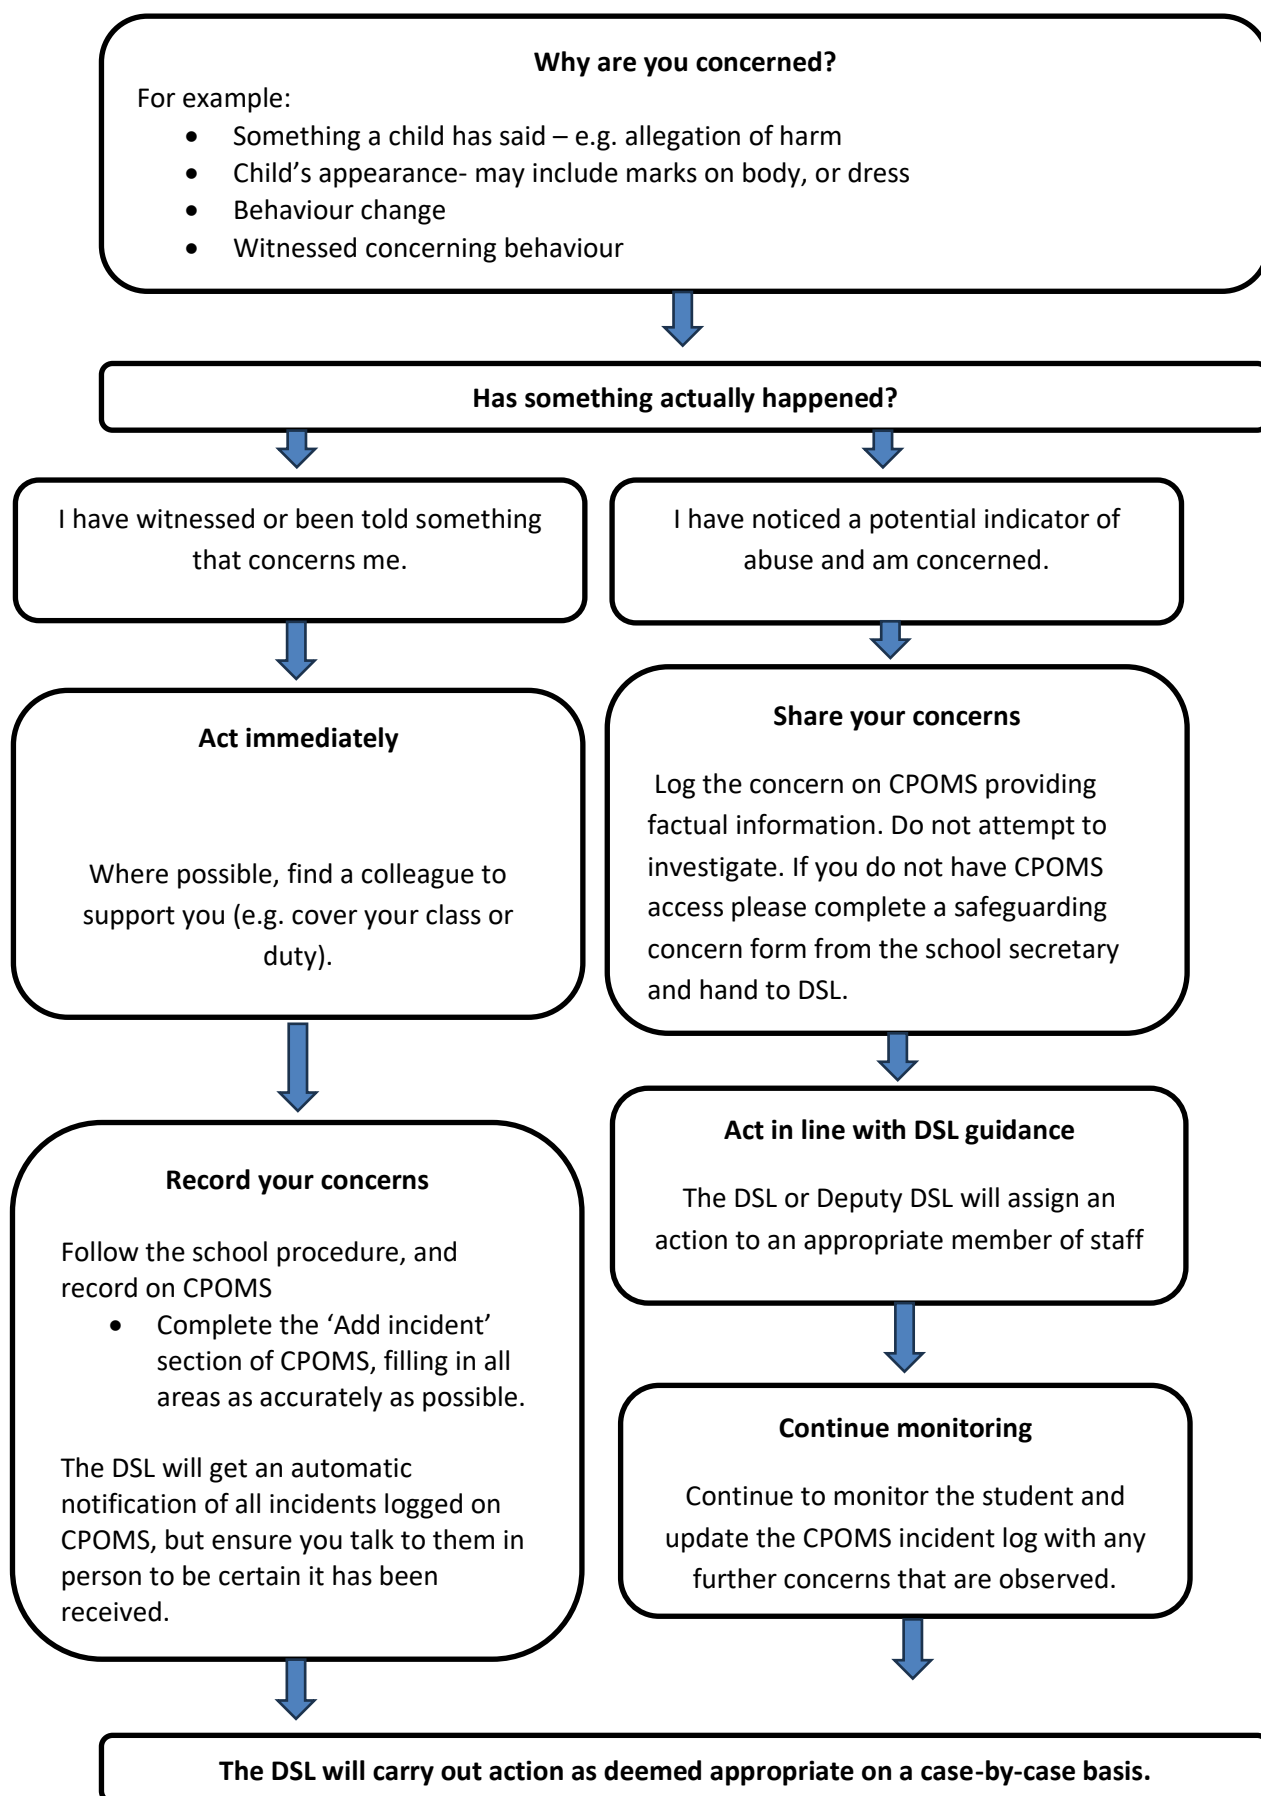 Why are you concerned?
For example:
• Something a child has said – e.g. allegation of harm
• Child's appearance- may include marks on body, or dress
• Behaviour change
• Witnessed concerning behaviour
Has something actually happened?
I have witnessed or been told something
that concerns me.
I have noticed a potential indicator of
abuse and am concerned.
Act immediately
Where possible, find a colleague to
support you (e.g. cover your class or
duty).
Share your concerns
Log the concern on CPOMS providing
factual information. Do not attempt to
investigate. If you do not have CPOMS
access please complete a safeguarding
concern form from the school secretary
and hand to DSL.
Record your concerns
Follow the school procedure, and
record on CPOMS
• Complete the ‘Add incident’
section of CPOMS, filling in all
areas as accurately as possible.
The DSL will get an automatic
notification of all incidents logged on
CPOMS, but ensure you talk to them in
person to be certain it has been
received.
Act in line with DSL guidance
The DSL or Deputy DSL will assign an
action to an appropriate member of staff
Continue monitoring
Continue to monitor the student and
update the CPOMS incident log with any
further concerns that are observed.
The DSL will carry out action as deemed appropriate on a case-by-case basis.